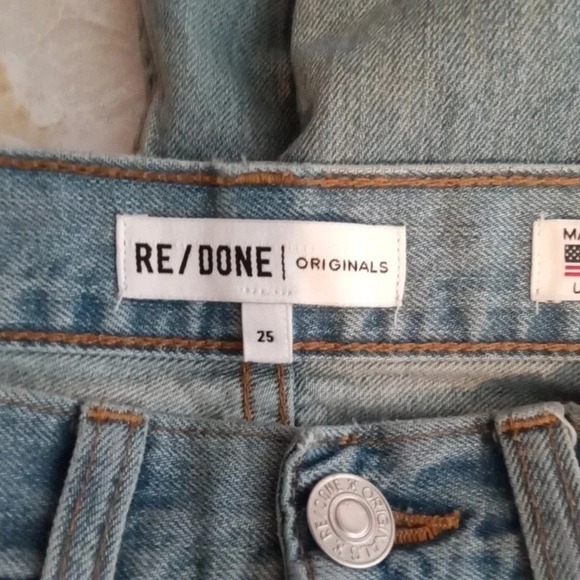 RE/DONE | ORIGINALS
MA
U
25
RE/DONE ORIGINALS